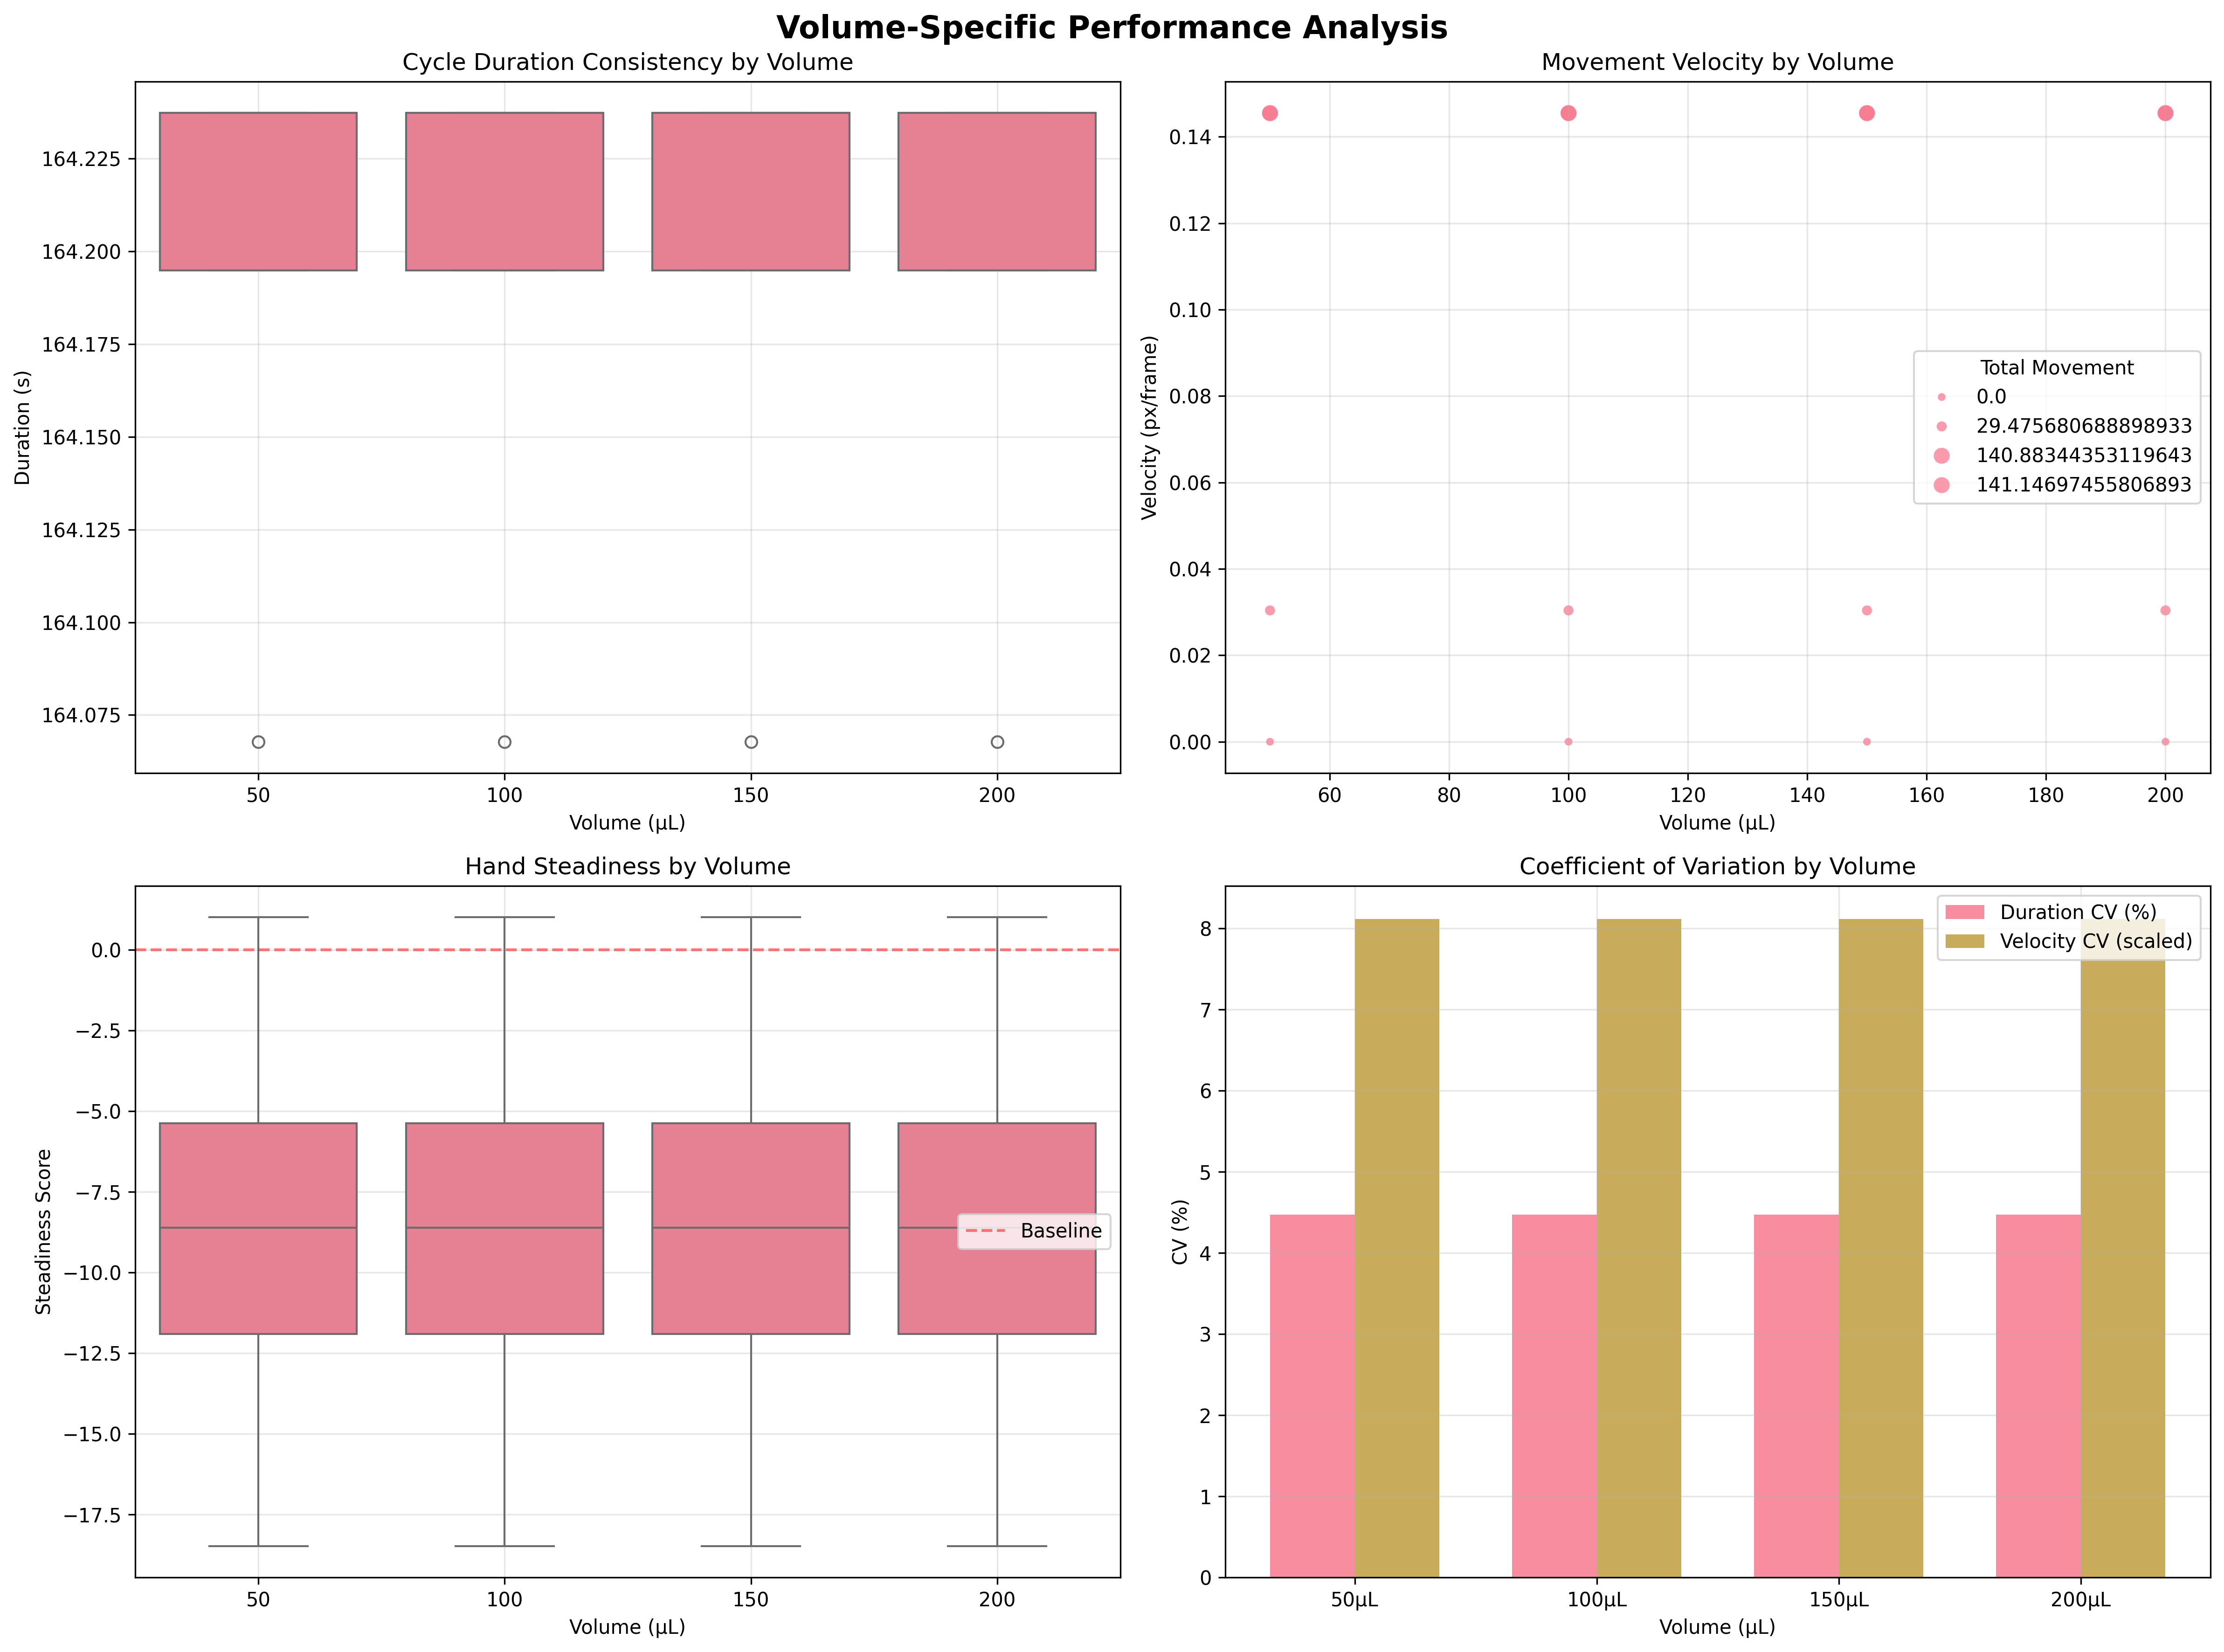 Volume-Specific Performance Analysis
Cycle Duration Consistency by Volume
164.225
164.200
164.175
164.150
164.125
164.100
164.075
Duration (s)
50 100 150 200
Volume (μL)
Movement Velocity by Volume
0.14
0.12
0.10
0.08
0.06
0.04
0.02
0.00
Velocity (px/frame)
Total Movement
0.0
29.475680688898933
140.88344353119643
141.14697455806893
60 80 100 120 140 160 180 200
Volume (μL)
Hand Steadiness by Volume
0.0
−2.5
−5.0
−7.5
−10.0
−12.5
−15.0
−17.5
Steadiness Score
Baseline
50 100 150 200
Volume (μL)
Coefficient of Variation by Volume
Duration CV (%)
Velocity CV (scaled)
8
7
6
5
4
3
2
1
0
CV (%)
50μL 100μL 150μL 200μL
Volume (μL)